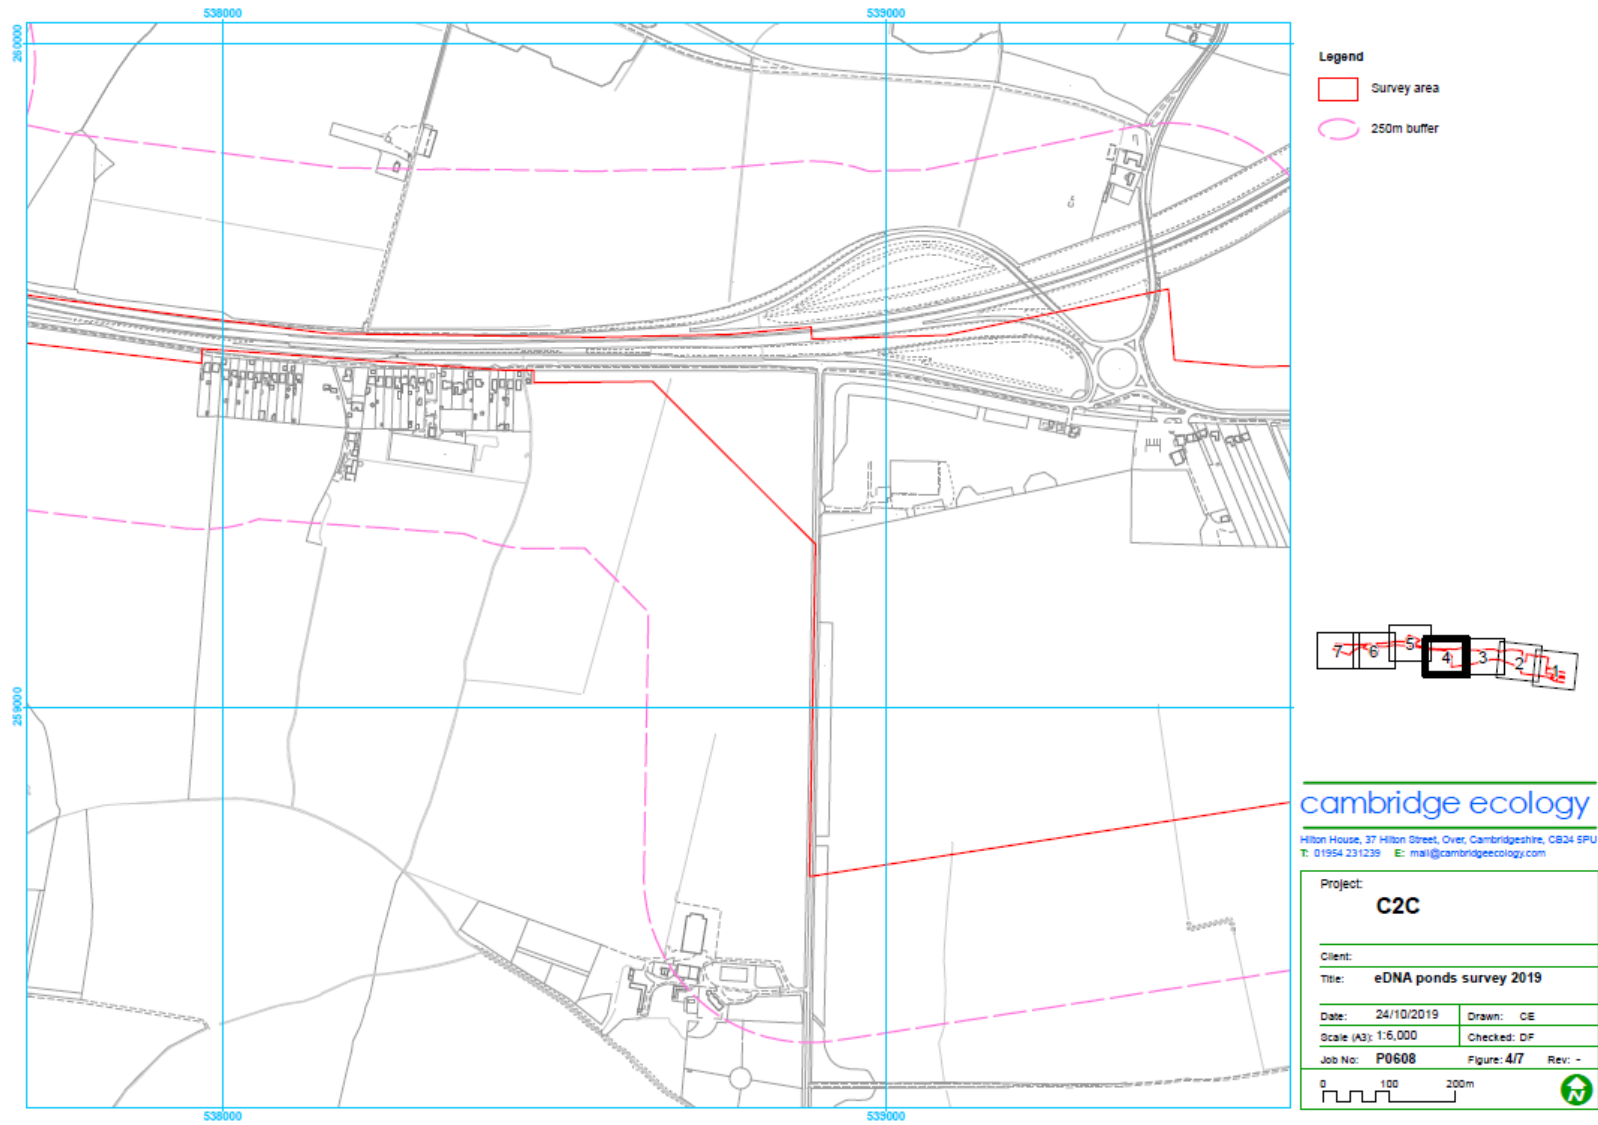 538000
539000
260000
259000
538000
539000
Legend
Survey area
250m buffer
7
6
5
4
3
2
1
cambridge ecology
Hilton House, 37 Hilton Street, Over, Cambridgeshire, CB24 5PU
T: 01954 231239 E: mail@cambridgeecology.com
Project:
C2C
Client:
Title: eDNA ponds survey 2019
Date: 24/10/2019 Drawn: CE
Scale (A3): 1:6,000 Checked: DF
Job No: P0608 Figure: 4/7 Rev: -
0 100 200m
N